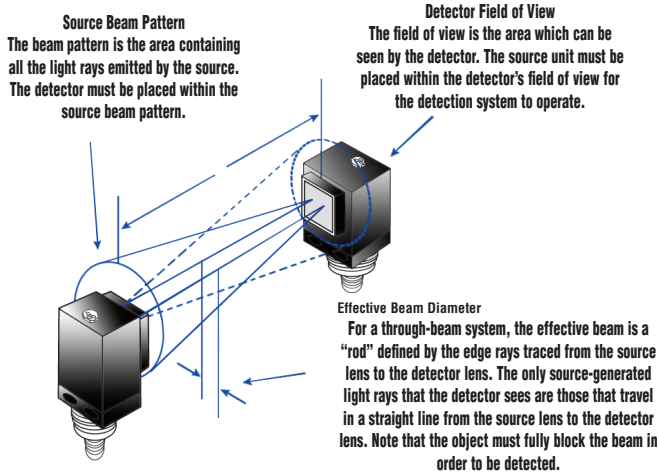 Source Beam Pattern
The beam pattern is the area containing
all the light rays emitted by the source.
The detector must be placed within the
source beam pattern.
Detector Field of View
The field of view is the area which can be
seen by the detector. The source unit must be
placed within the detector's field of view for
the detection system to operate.
Effective Beam Diameter
For a through-beam system, the effective beam is a
“rod” defined by the edge rays traced from the source
lens to the detector lens. The only source-generated
light rays that the detector sees are those that travel
in a straight line from the source lens to the detector
lens. Note that the object must fully block the beam in
order to be detected.